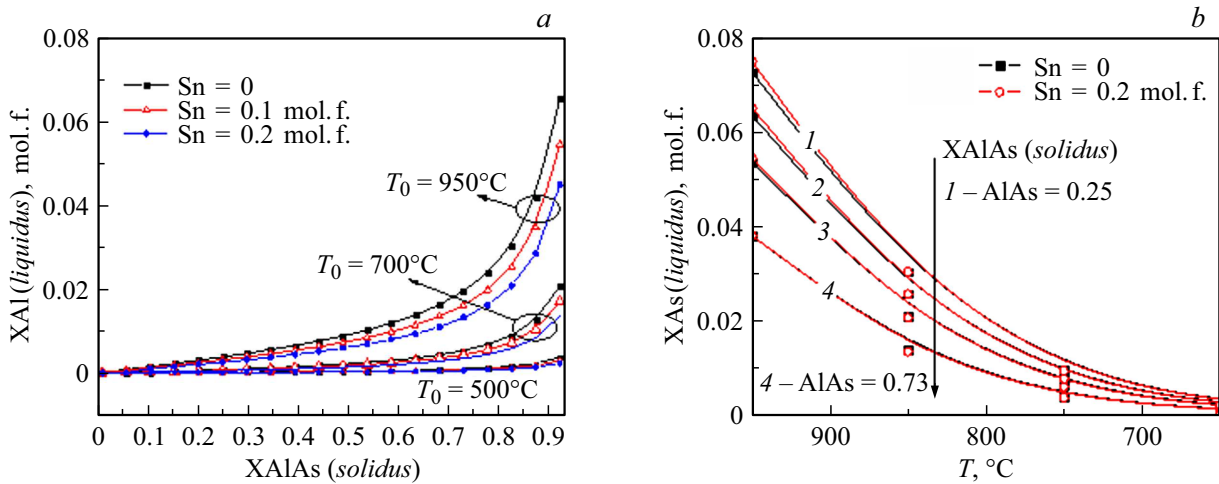 a
0.08
0.06
0.04
0.02
0
XAl (liquidus), mol. f.
Sn = 0
Sn = 0.1 mol. f.
Sn = 0.2 mol. f.
T0 = 950°C
T0 = 700°C
T0 = 500°C
0 0.1 0.2 0.3 0.4 0.5 0.6 0.7 0.8 0.9
XAlAs (solidus)
b
0.08
0.06
0.04
0.02
0
XAs (liquidus), mol. f.
Sn = 0
Sn = 0.2 mol. f.
1
2
3
4
XAlAs (solidus)
1 – AlAs = 0.25
4 – AlAs = 0.73
900 800 700
T, °C